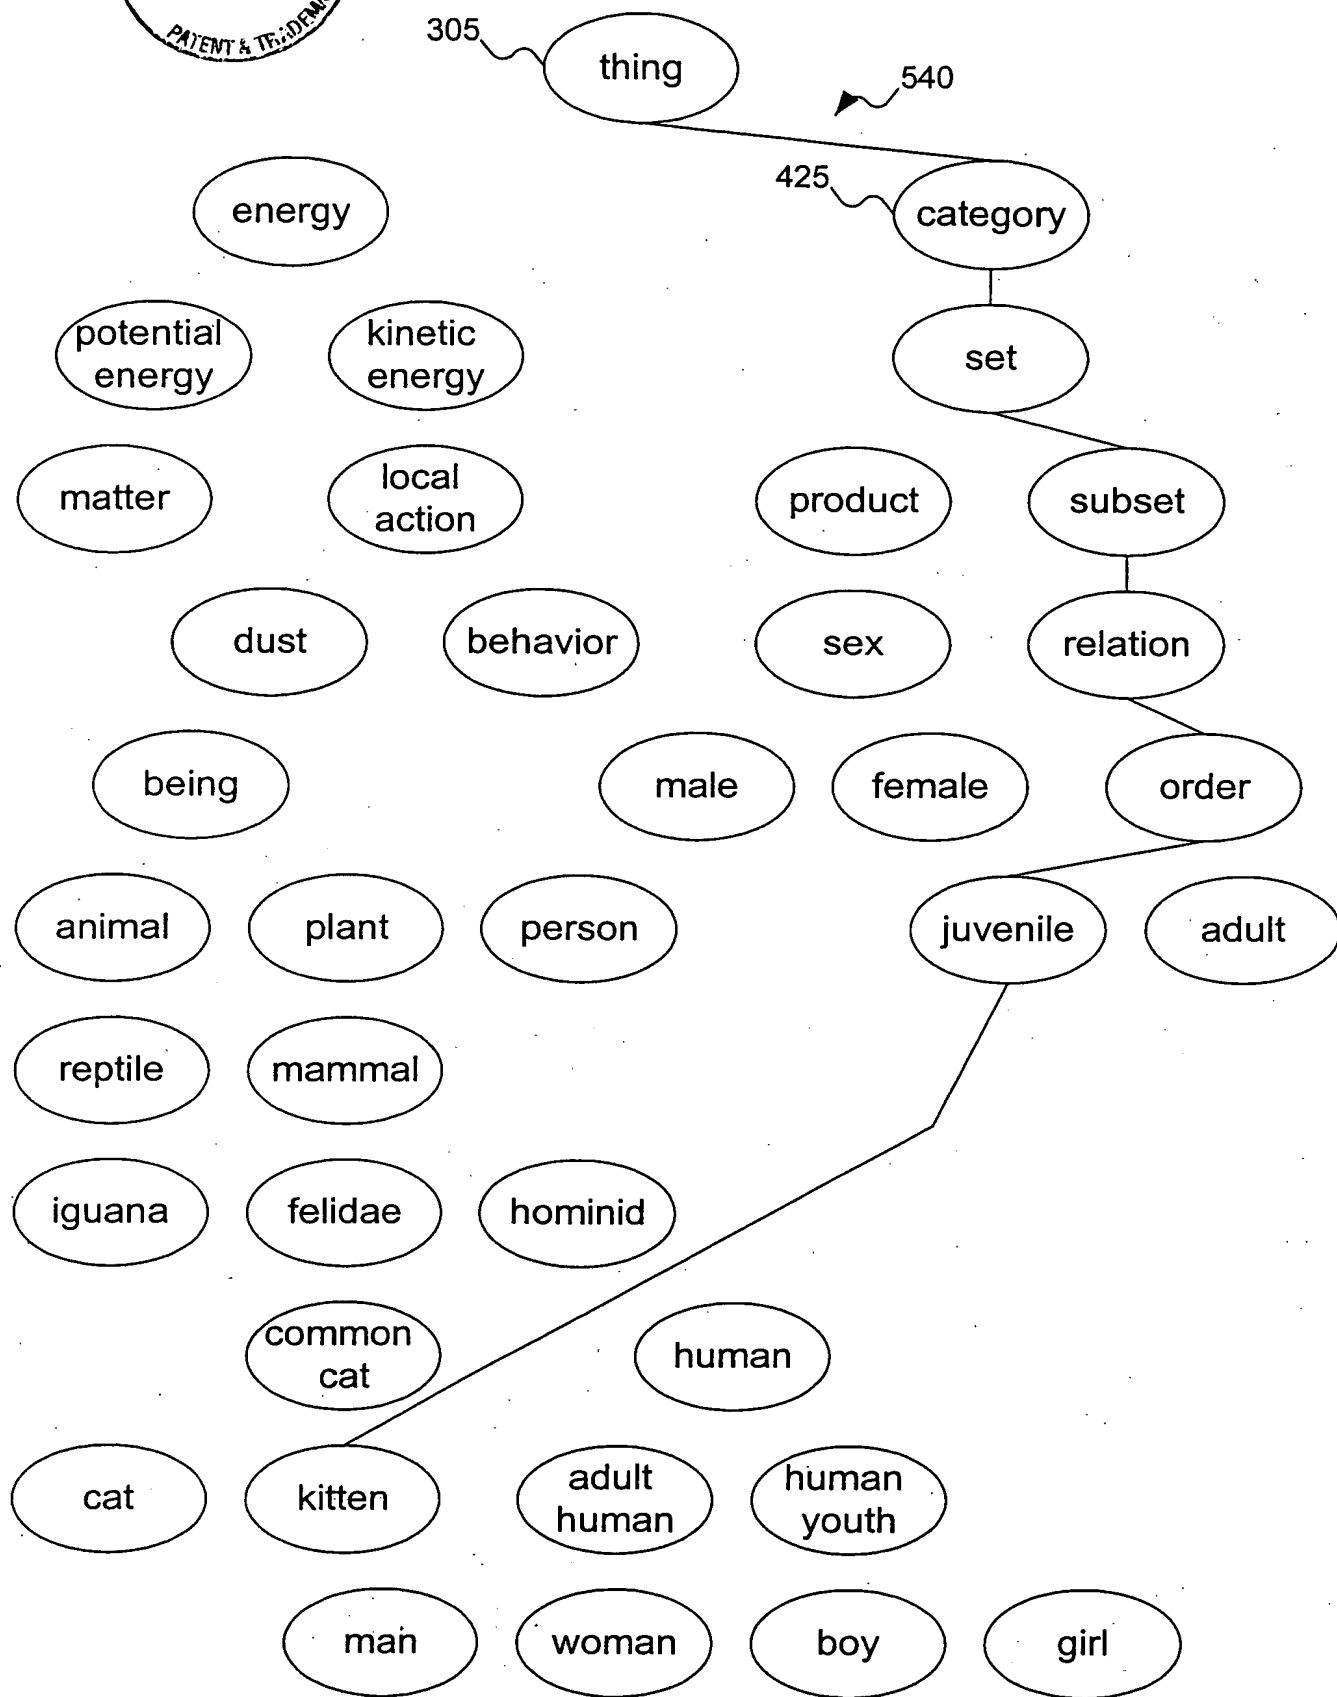 PATENT & TRADEMA
305
thing
540
425
energy
category
potential
energy
kinetic
energy
set
matter
local
action
product
subset
dust
behavior
sex
relation
being
male
female
order
animal
plant
person
juvenile
adult
reptile
mammal
iguana
felidae
hominid
common
cat
human
cat
kitten
adult
human
human
youth
man
woman
boy
girl